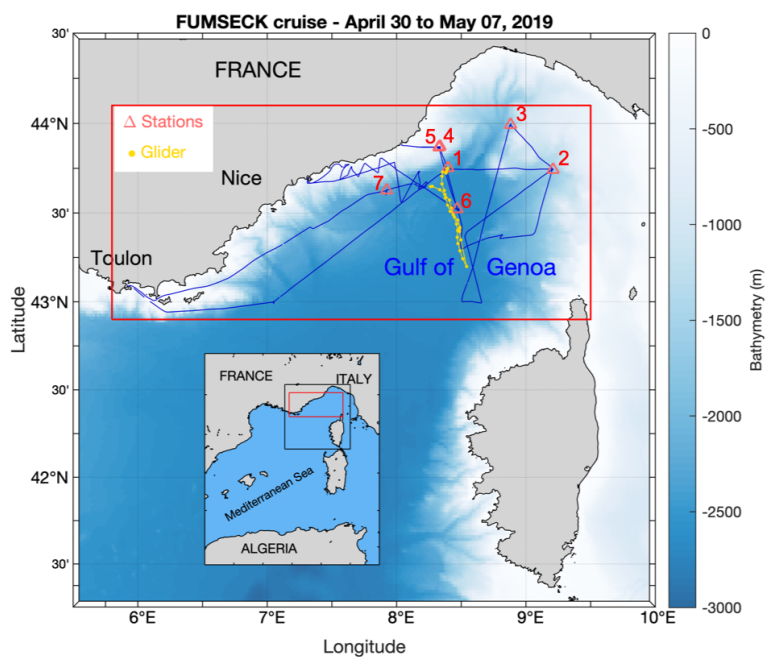 FUMSECK cruise - April 30 to May 07, 2019
30'
44°N
30'
43°N
30'
42°N
30'
Latitude
6°E
7°E
8°E
9°E
10°E
Longitude
FRANCE
Stations
Glider
Nice
Toulon
5 4
3
1
2
7
6
Gulf of Genoa
FRANCE
ITALY
Mediterranean Sea
ALGERIA
0
-500
-1000
-1500
-2000
-2500
-3000
Bathymetry (m)